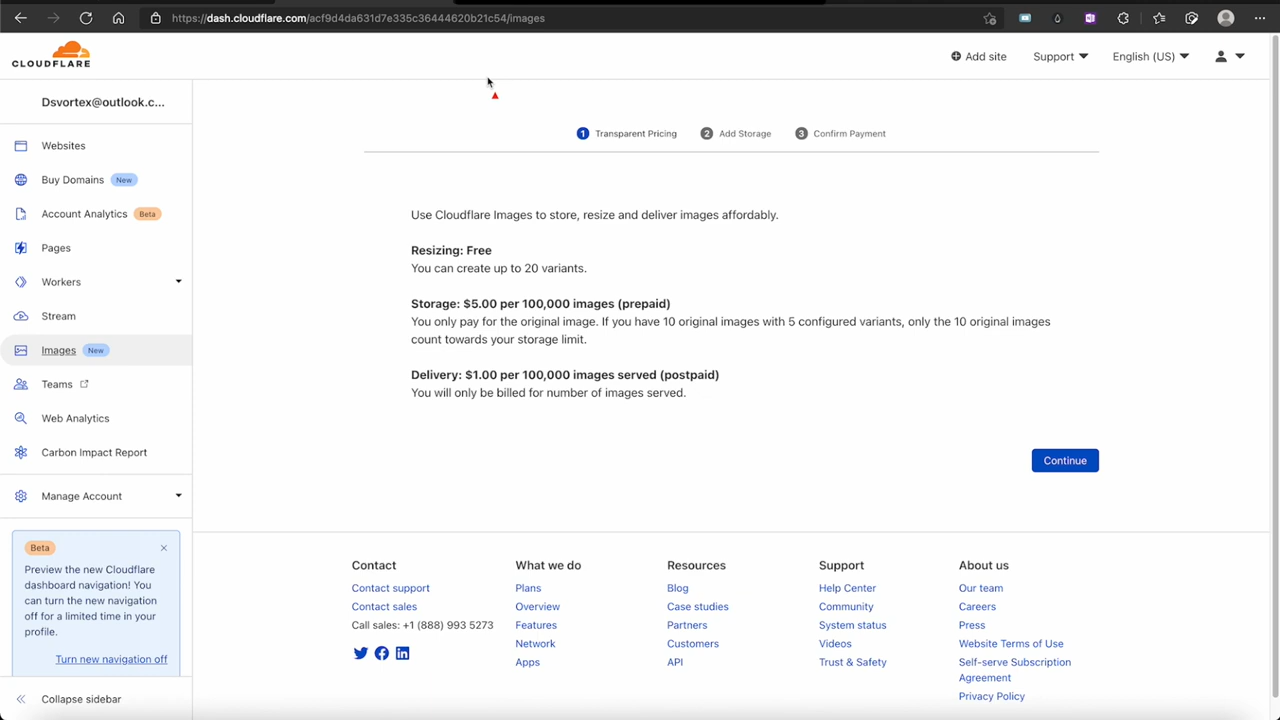 https://dash.cloudflare.com/acf9d4da631d7e335c36444620b21c54/images
CLOUDFLARE
Add site
Support
English (US)
Dsvortex@outlook.c...
Websites
Buy Domains New
Account Analytics Beta
Pages
Workers
Stream
Images New
Teams
Web Analytics
Carbon Impact Report
Manage Account
Beta
Preview the new Cloudflare
dashboard navigation! You
can turn the new navigation
off for a limited time in your
profile.
Turn new navigation off
Collapse sidebar
1 Transparent Pricing 2 Add Storage 3 Confirm Payment
Use Cloudflare Images to store, resize and deliver images affordably.
Resizing: Free
You can create up to 20 variants.
Storage: $5.00 per 100,000 images (prepaid)
You only pay for the original image. If you have 10 original images with 5 configured variants, only the 10 original images
count towards your storage limit.
Delivery: $1.00 per 100,000 images served (postpaid)
You will only be billed for number of images served.
Continue
Contact
Contact support
Contact sales
Call sales: +1 (888) 993 5273
What we do
Plans
Overview
Features
Network
Apps
Resources
Blog
Case studies
Partners
Customers
API
Support
Help Center
Community
System status
Videos
Trust & Safety
About us
Our team
Careers
Press
Website Terms of Use
Self-serve Subscription
Agreement
Privacy Policy